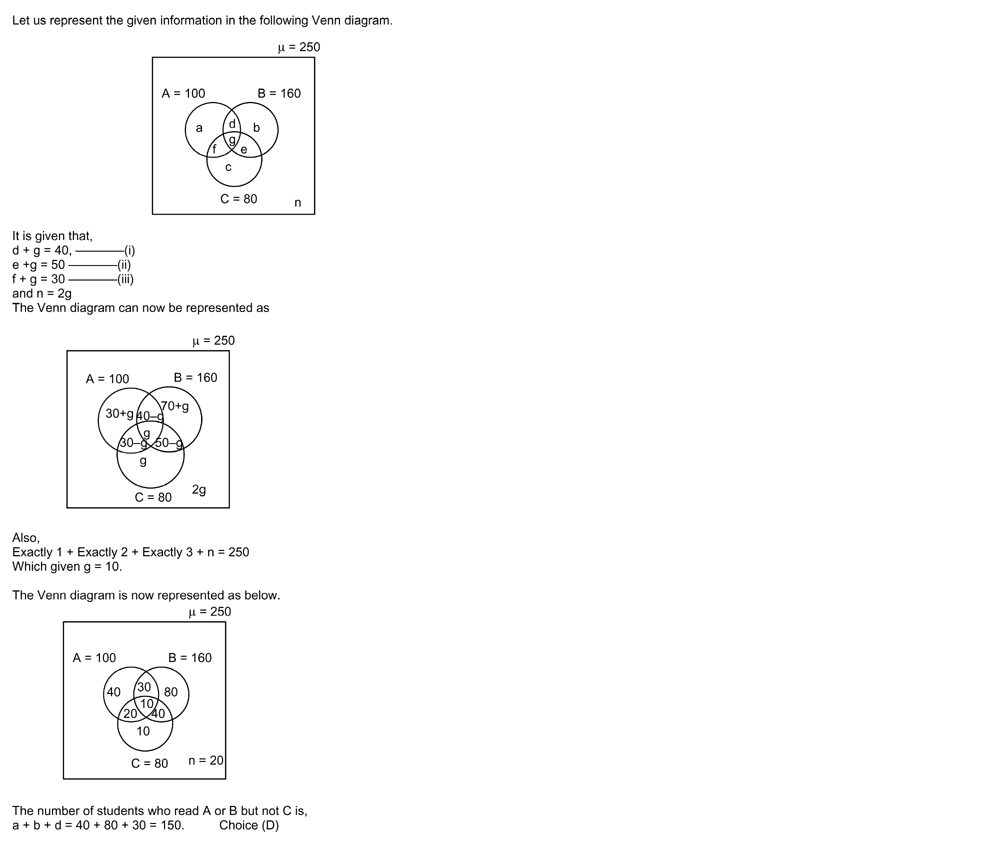 Let us represent the given information in the following Venn diagram.
μ = 250
A = 100 B = 160
a d b
g
f e
c
C = 80 n
It is given that,
d + g = 40, ———(i)
e +g = 50 ———(ii)
f + g = 30 ———(iii)
and n = 2g
The Venn diagram can now be represented as
μ = 250
A = 100 B = 160
30+g 40–g 70+g
g
30–g 50–g
g
2g
C = 80
Also,
Exactly 1 + Exactly 2 + Exactly 3 + n = 250
Which given g = 10.
The Venn diagram is now represented as below.
μ = 250
A = 100 B = 160
40 30 80
10
20 40
10
C = 80 n = 20
The number of students who read A or B but not C is,
a + b + d = 40 + 80 + 30 = 150. Choice (D)